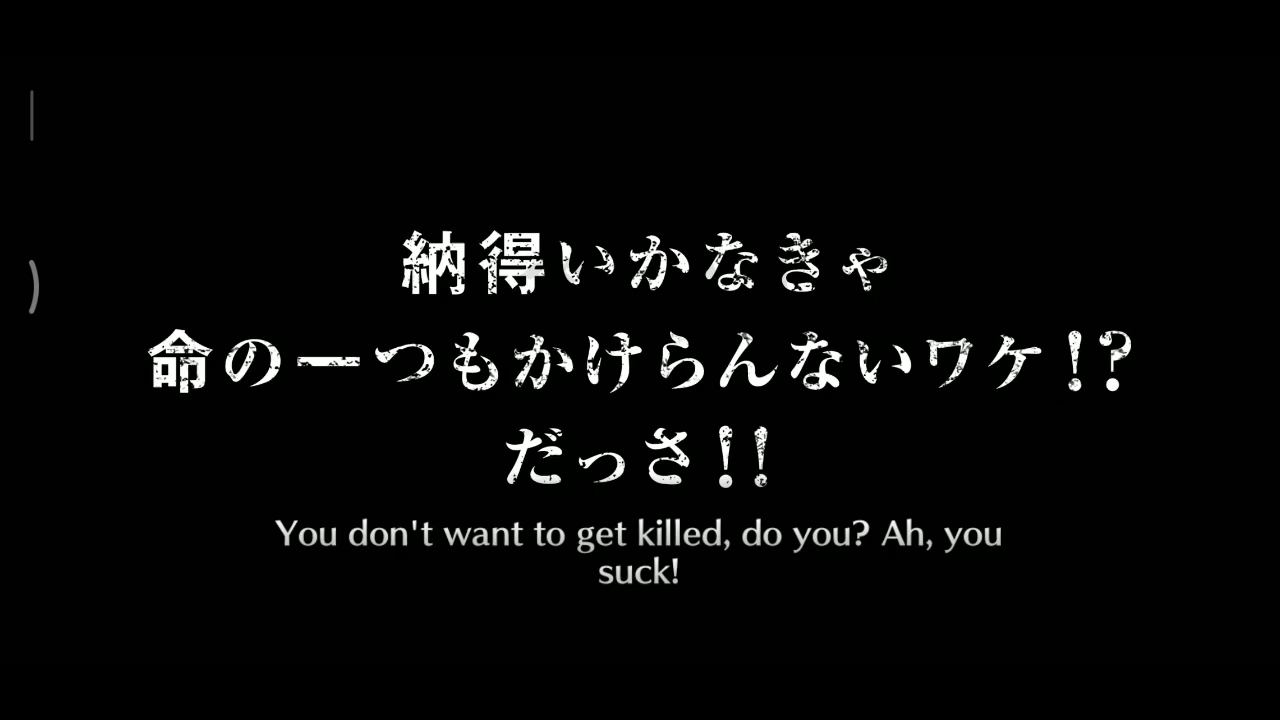 納得いかなきゃ
命の一つもかけらんないワケ!?
だっさ!!
You don't want to get killed, do you? Ah, you
suck!